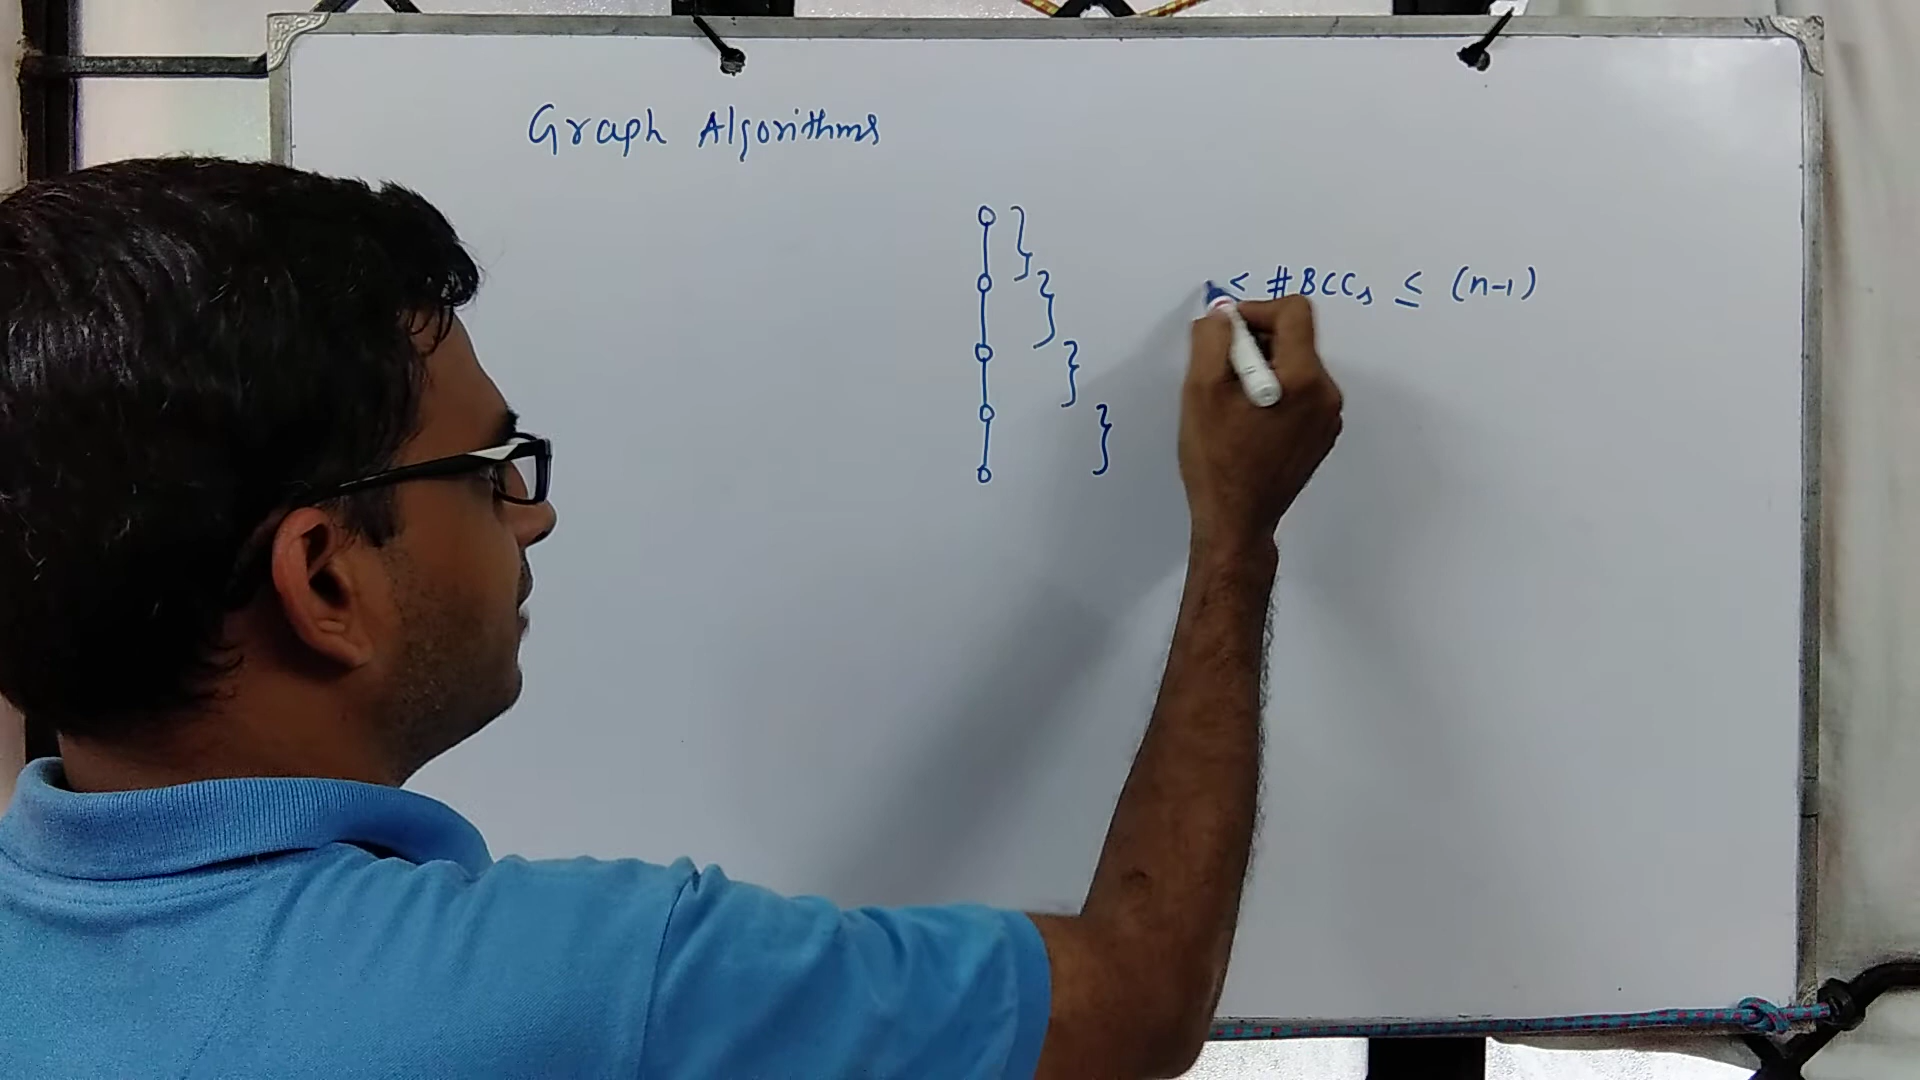 Graph Algorithms
< #BCCs ≤ (n-1)